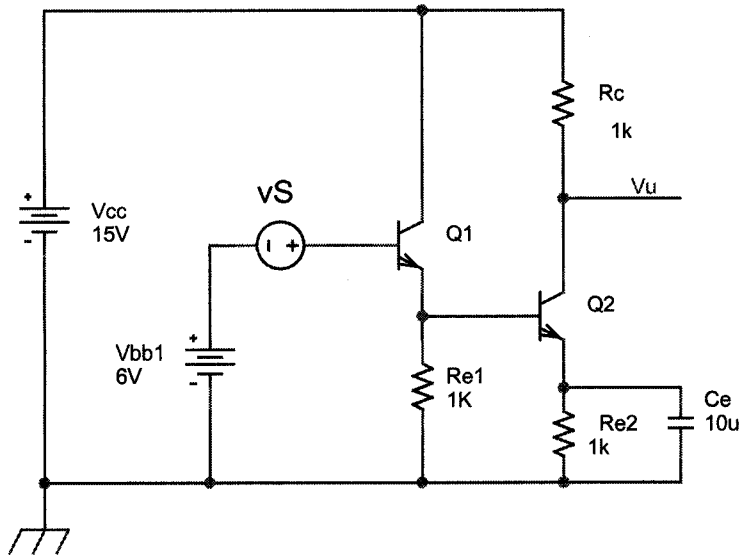 Rc
1k
Vu
+
Vcc
15V
-
vS
- +
Q1
Q2
+
Vbb1
6V
-
Re1
1K
Re2
1k
Ce
10u